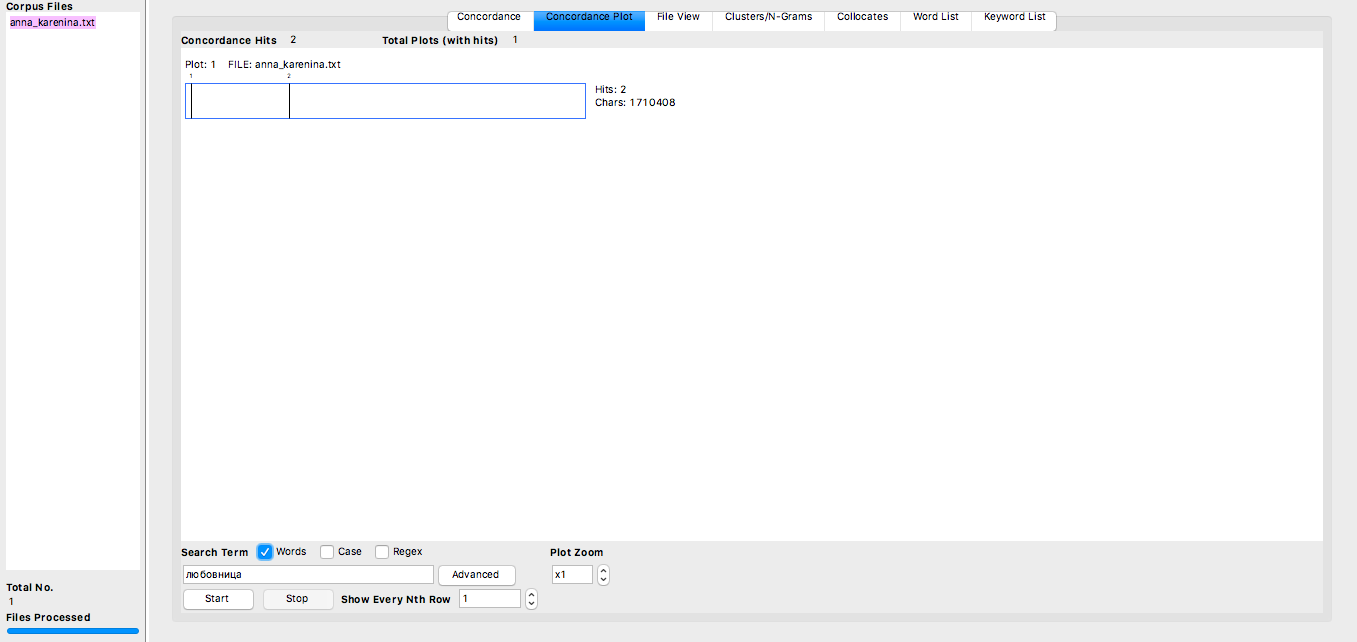 Corpus Files
anna_karenina.txt
Total No.
1
Files Processed
Concordance Concordance Plot File View Clusters/N-Grams Collocates Word List Keyword List
Concordance Hits 2 Total Plots (with hits) 1
Plot: 1 FILE: anna_karenina.txt
1 2
Hits: 2
Chars: 1710408
Search Term Words Case Regex Plot Zoom
любовница Advanced x1
Start Stop Show Every Nth Row 1